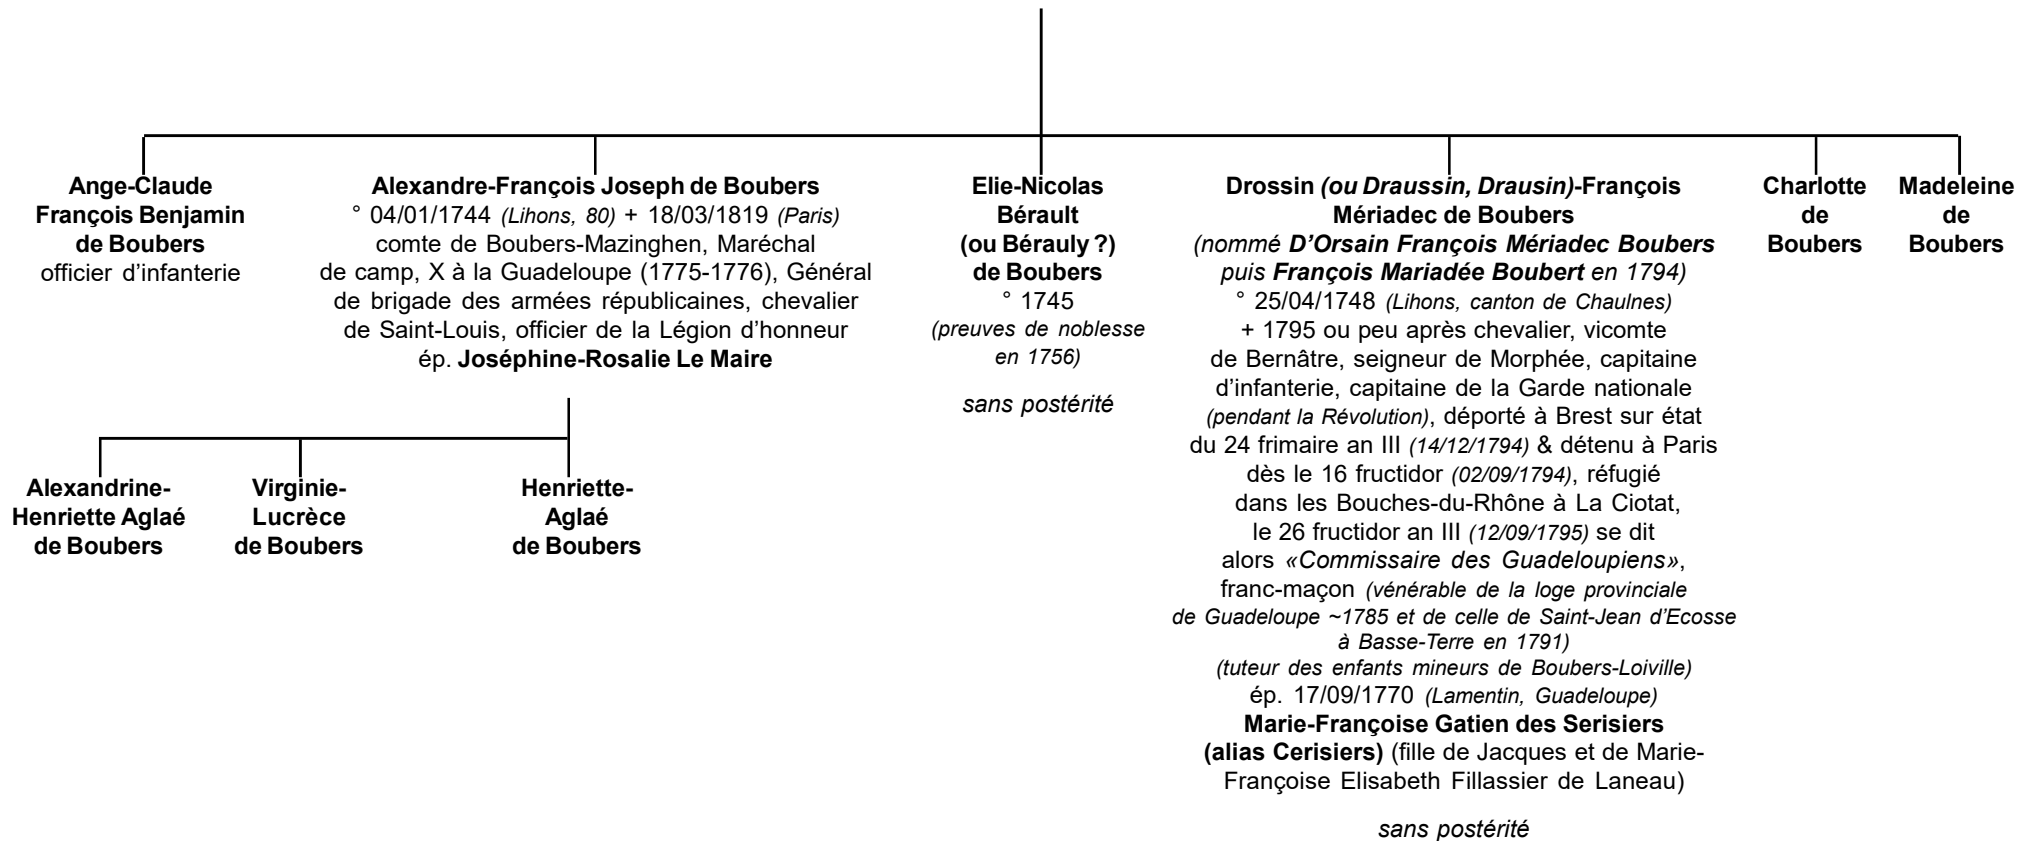 Ange-Claude
François Benjamin
de Boubers
officier d'infanterie
Alexandre-François Joseph de Boubers
° 04/01/1744 (Lihons, 80) + 18/03/1819 (Paris)
comte de Boubers-Mazinghen, Maréchal
de camp, X à la Guadeloupe (1775-1776), Général
de brigade des armées républicaines, chevalier
de Saint-Louis, officier de la Légion d'honneur
ép. Joséphine-Rosalie Le Maire
Elie-Nicolas
Bérault
(ou Bérauly ?)
de Boubers
° 1745
(preuves de noblesse
en 1756)
sans postérité
Drossin (ou Draussin, Drausin)-François
Mériadec de Boubers
(nommé D'Orsain François Mériadec Boubers
puis François Mariadée Boubert en 1794)
° 25/04/1748 (Lihons, canton de Chaulnes)
+ 1795 ou peu après chevalier, vicomte
de Bernâtre, seigneur de Morphée, capitaine
d'infanterie, capitaine de la Garde nationale
(pendant la Révolution), déporté à Brest sur état
du 24 frimaire an III (14/12/1794) & détenu à Paris
dès le 16 fructidor (02/09/1794), réfugié
dans les Bouches-du-Rhône à La Ciotat,
le 26 fructidor an III (12/09/1795) se dit
alors «Commissaire des Guadeloupiens»,
franc-maçon (vénérable de la loge provinciale
de Guadeloupe ~1785 et de celle de Saint-Jean d'Ecosse
à Basse-Terre en 1791)
(tuteur des enfants mineurs de Boubers-Loiville)
ép. 17/09/1770 (Lamentin, Guadeloupe)
Marie-Françoise Gatien des Serisiers
(alias Cerisiers) (fille de Jacques et de Marie-
Françoise Elisabeth Fillassier de Laneau)
sans postérité
Charlotte
de
Boubers
Madeleine
de
Boubers
Alexandrine-
Henriette Aglaé
de Boubers
Virginie-
Lucrèce
de Boubers
Henriette-
Aglaé
de Boubers